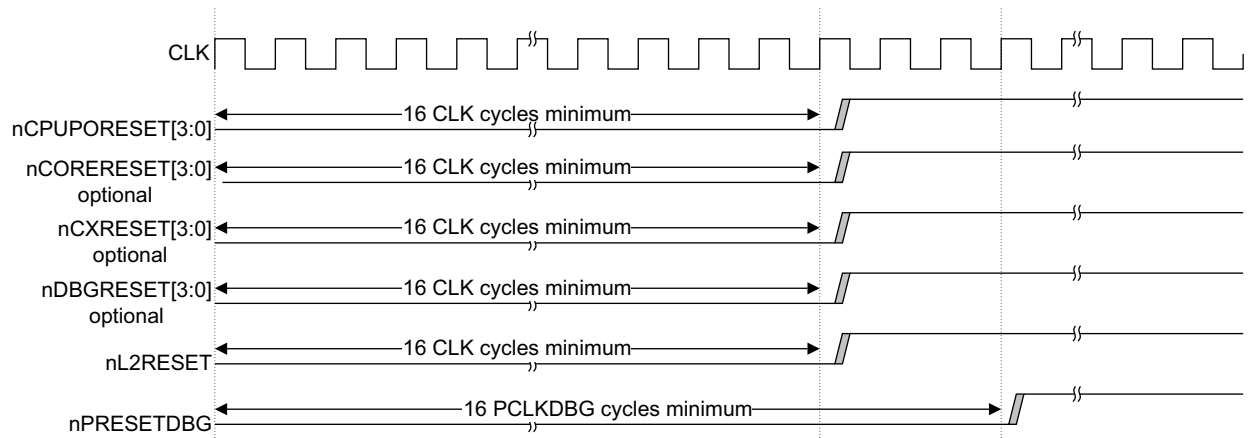 CLK
nCPUPORESET[3:0]
16 CLK cycles minimum
nCORERESET[3:0]
optional
16 CLK cycles minimum
nCXRESET[3:0]
optional
16 CLK cycles minimum
nDBGRESET[3:0]
optional
16 CLK cycles minimum
nL2RESET
16 CLK cycles minimum
nPRESETDBG
16 PCLKDBG cycles minimum